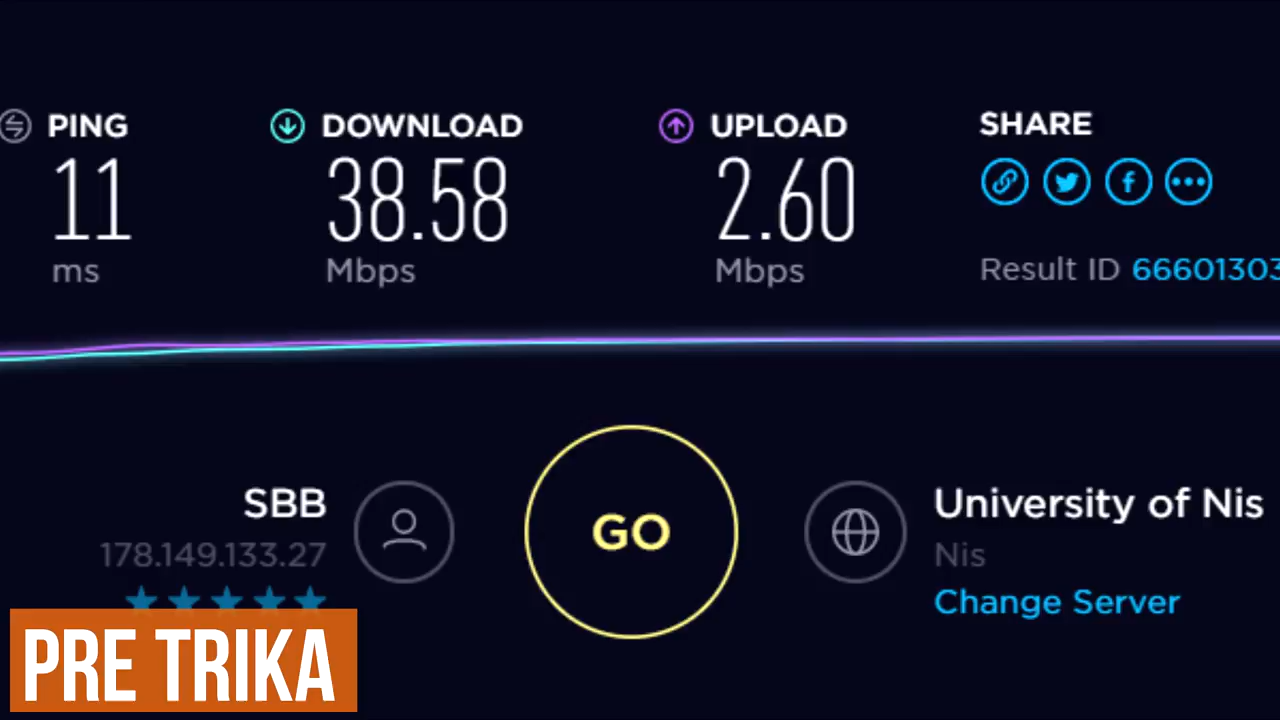 PING
11
ms
DOWNLOAD
38.58
Mbps
UPLOAD
2.60
Mbps
SHARE
Result ID 66601303
SBB
178.149.133.27
GO
University of Nis
Nis
Change Server
PRE TRIKA